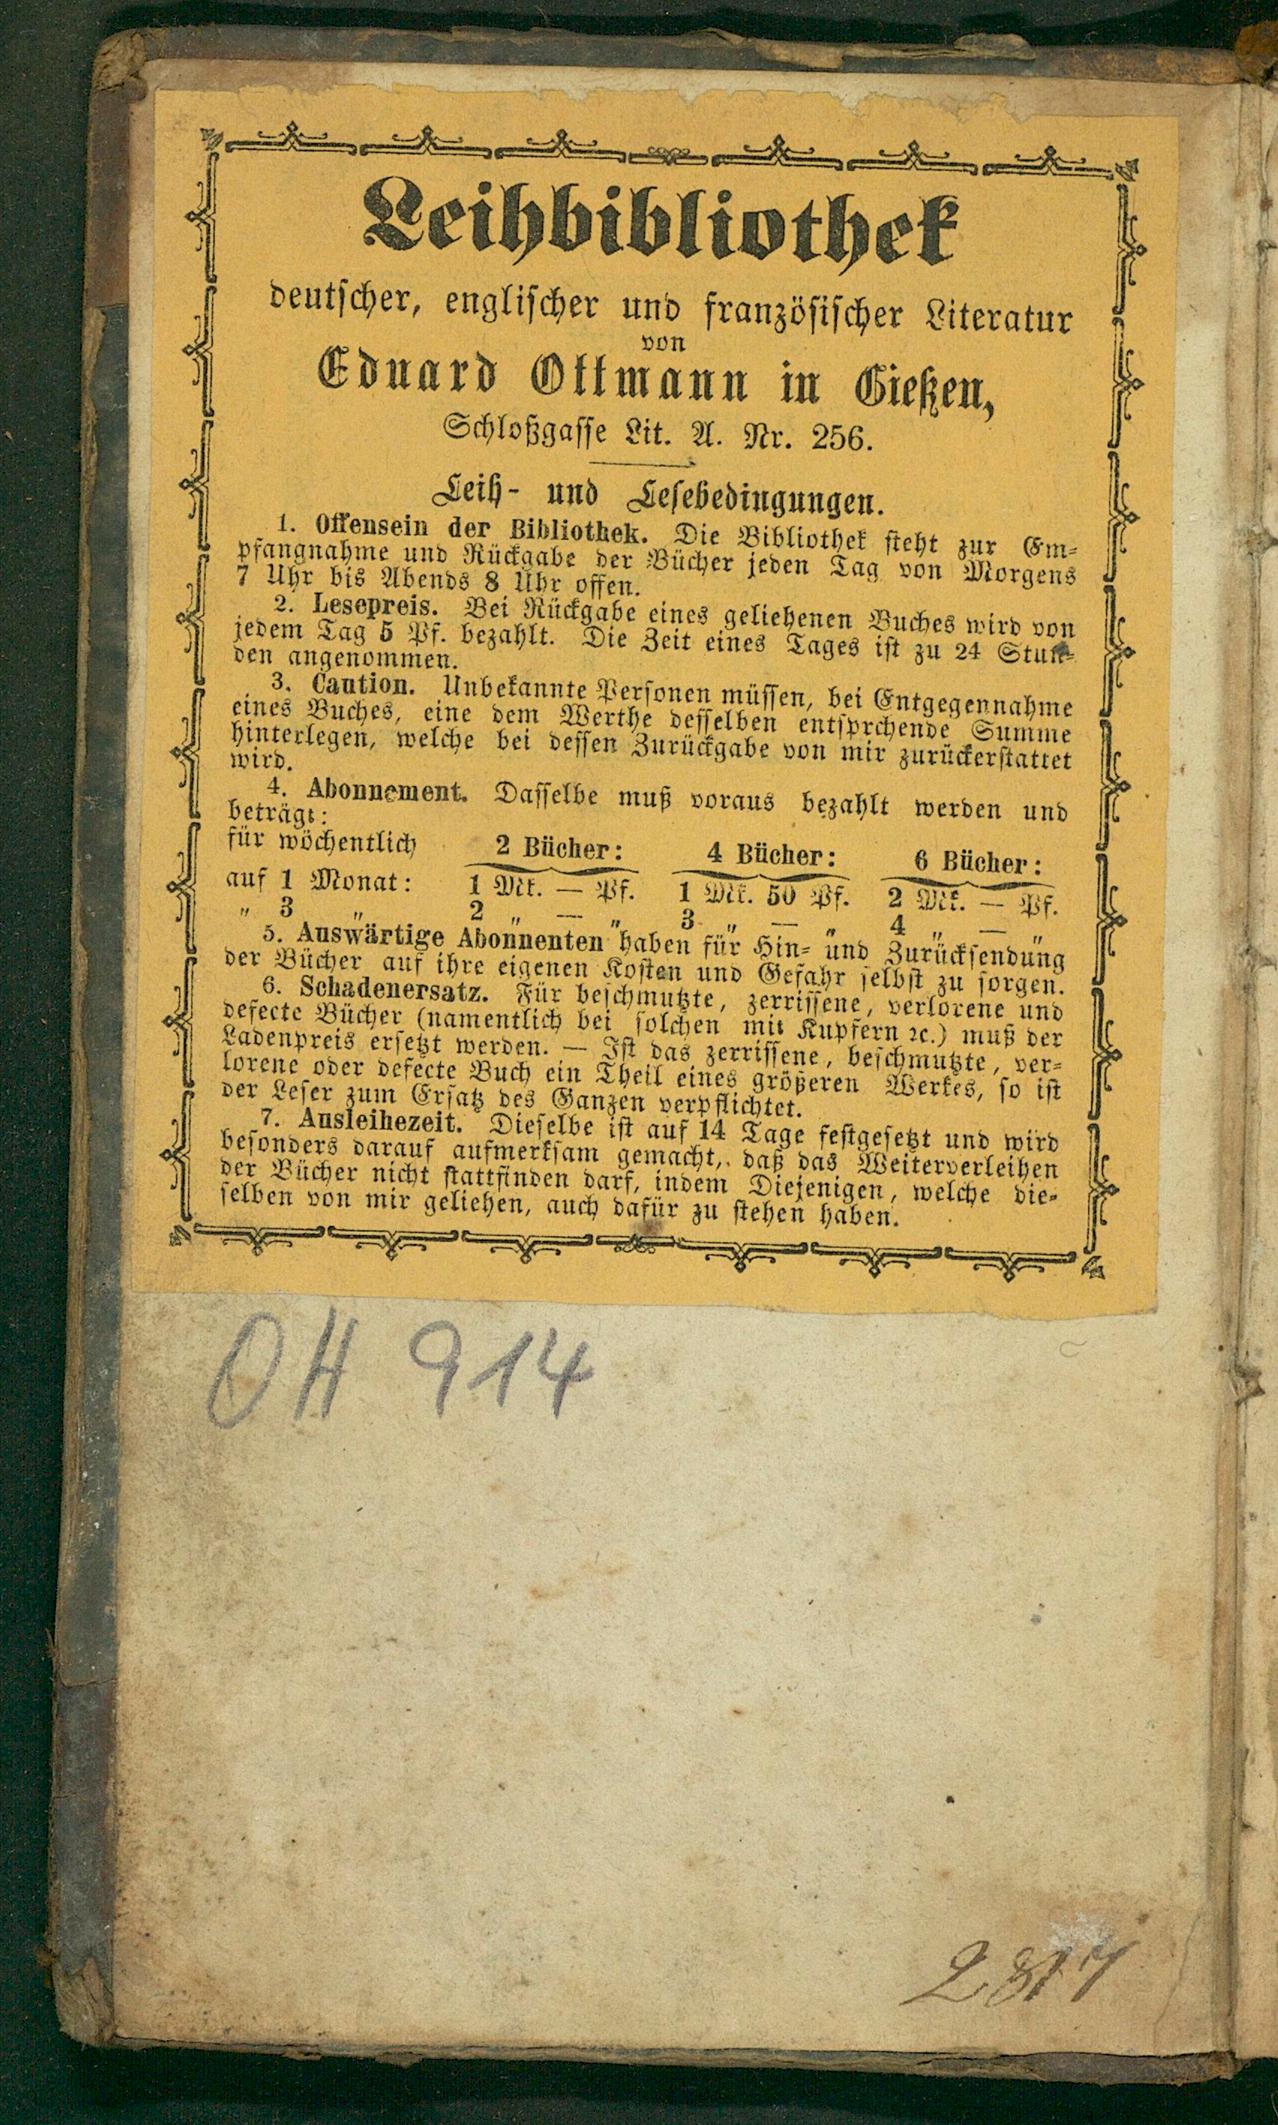 Leihbibliothek
deutscher, englischer und französischer Literatur
von
Eduard Ottmann in Gießen,
Schloßgasse Lit. A. Nr. 256.
Leih- und Lesebedingungen.
1. Offensein der Bibliothek. Die Bibliothek steht zur Em-
pfangnahme und Rückgabe der Bücher jeden Tag von Morgens
7 Uhr bis Abends 8 Uhr offen.
2. Lesepreis. Bei Rückgabe eines geliehenen Buches wird von
jedem Tag 5 Pf. bezahlt. Die Zeit eines Tages ist zu 24 Stun-
den angenommen.
3. Caution. Unbekannte Personen müssen, bei Entgegennahme
eines Buches, eine dem Werthe desselben entsprchende Summe
hinterlegen, welche bei dessen Zurückgabe von mir zurückerstattet
wird.
4. Abonnement. Dasselbe muß voraus bezahlt werden und
beträgt:
für wöchentlich 2 Bücher: 4 Bücher: 6 Bücher:
auf 1 Monat: 1 Mk. — Pf. 1 Mk. 50 Pf. 2 Mk. — Pf.
„ 3 „ 2 „ — „ 3 „ — „ 4 „ — „
5. Auswärtige Abonnenten haben für Hin- und Zurücksendung
der Bücher auf ihre eigenen Kosten und Gefahr selbst zu sorgen.
6. Schadenersatz. Für beschmutzte, zerrissene, verlorene und
defecte Bücher (namentlich bei solchen mit Kupfern ꝛc.) muß der
Ladenpreis ersetzt werden. — Ist das zerrissene, beschmutzte, ver-
lorene oder defecte Buch ein Theil eines größeren Werkes, so ist
der Leser zum Ersatz des Ganzen verpflichtet.
7. Ausleihezeit. Dieselbe ist auf 14 Tage festgesetzt und wird
besonders darauf aufmerksam gemacht, daß das Weiterverleihen
der Bücher nicht stattfinden darf, indem Diejenigen, welche die-
selben von mir geliehen, auch dafür zu stehen haben.
OH 914